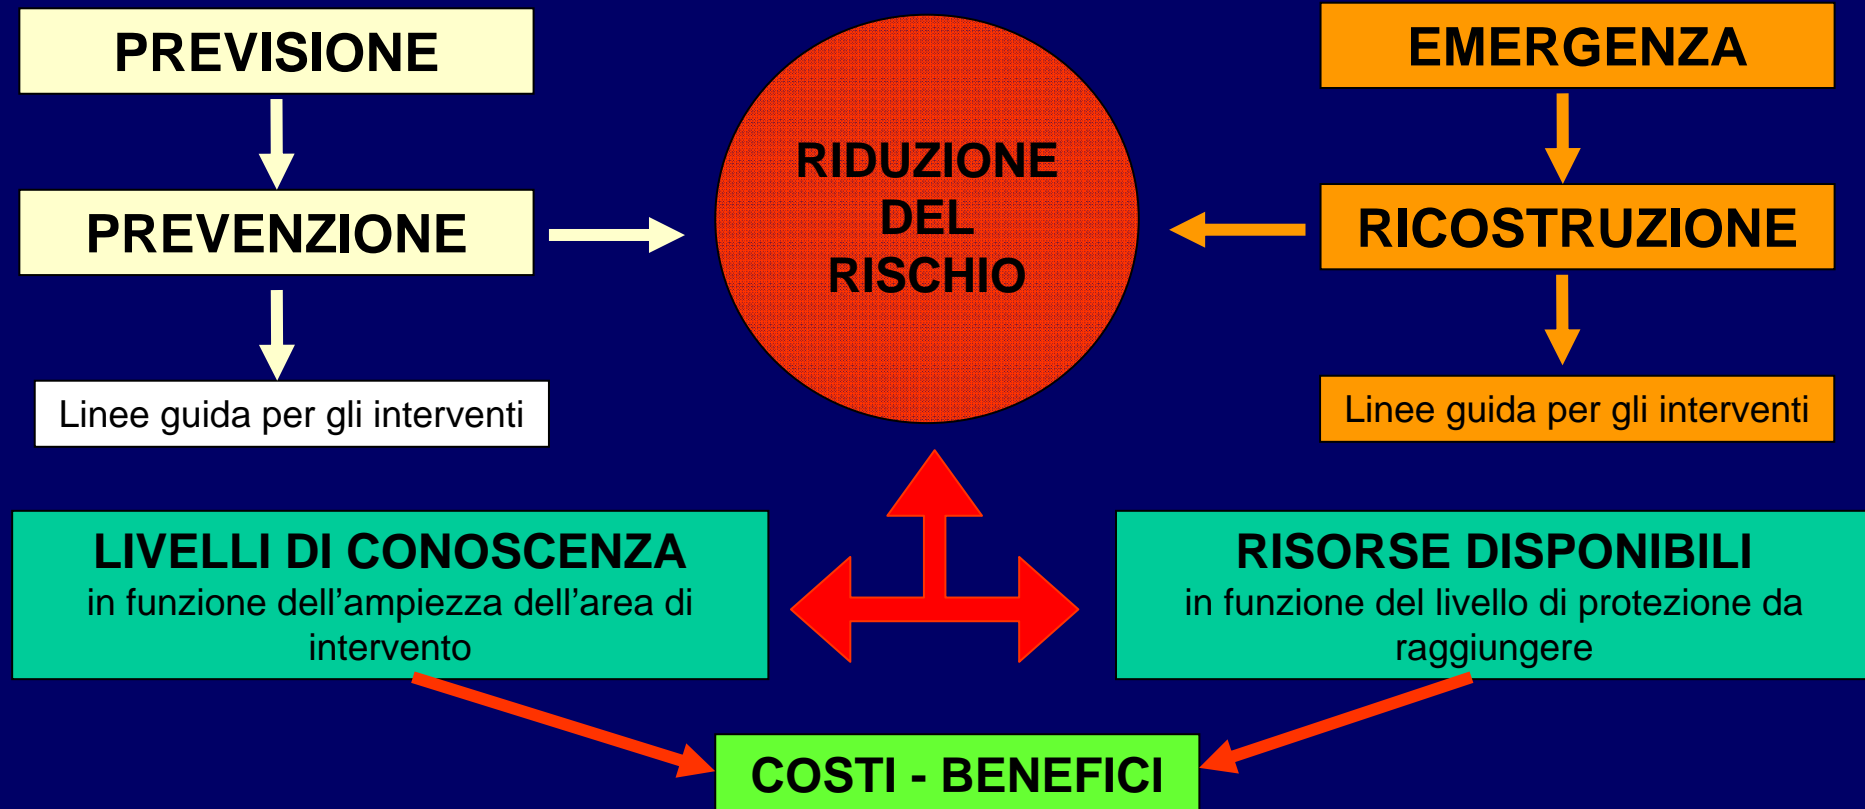 PREVISIONE
PREVENZIONE
Linee guida per gli interventi
RIDUZIONE
DEL
RISCHIO
EMERGENZA
RICOSTRUZIONE
Linee guida per gli interventi
LIVELLI DI CONOSCENZA
in funzione dell’ampiezza dell’area di
intervento
RISORSE DISPONIBILI
in funzione del livello di protezione da
raggiungere
COSTI - BENEFICI